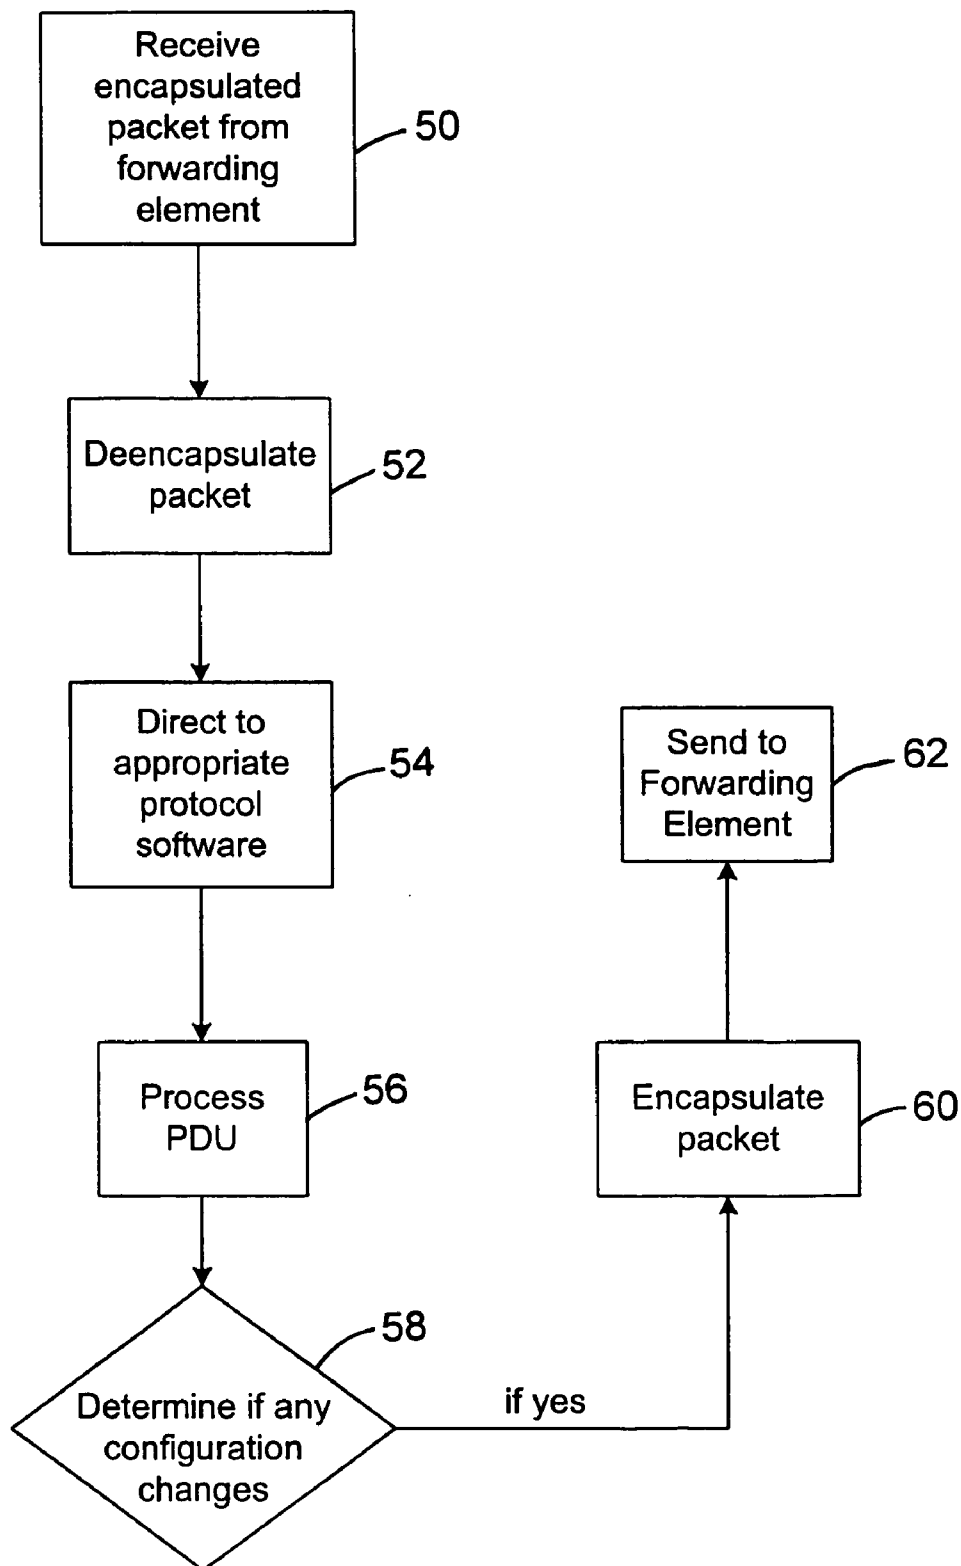 Receive
encapsulated
packet from
forwarding
element
50
Deencapsulate
packet
52
Direct to
appropriate
protocol
software
54
Process
PDU
56
Determine if any
configuration
changes
58
if yes
Encapsulate
packet
60
Send to
Forwarding
Element
62